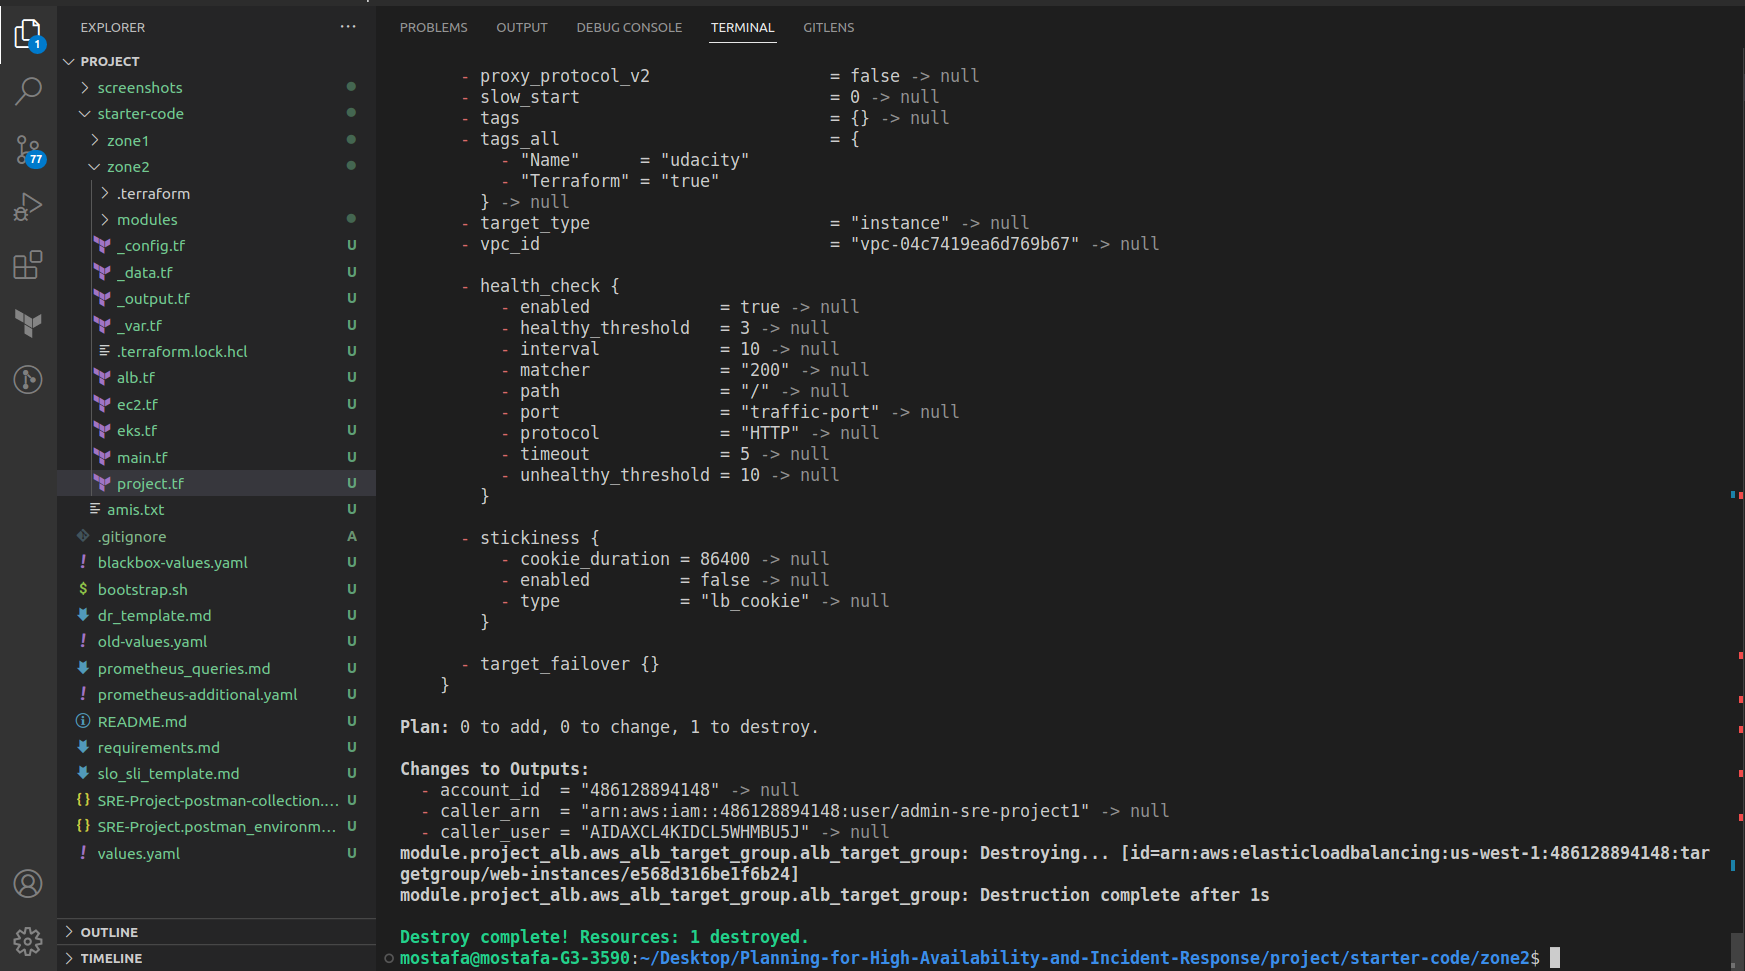 EXPLORER
PROJECT
screenshots
starter-code
zone1
zone2
.terraform
modules
_config.tf U
_data.tf U
_output.tf U
_var.tf U
.terraform.lock.hcl U
alb.tf U
ec2.tf U
eks.tf U
main.tf U
project.tf U
amis.txt U
.gitignore A
blackbox-values.yaml U
bootstrap.sh U
dr_template.md U
old-values.yaml U
prometheus_queries.md U
prometheus-additional.yaml U
README.md U
requirements.md U
slo_sli_template.md U
SRE-Project-postman-collection.... U
SRE-Project.postman_environm... U
values.yaml U
OUTLINE
TIMELINE
1
77
PROBLEMS OUTPUT DEBUG CONSOLE TERMINAL GITLENS
- proxy_protocol_v2 = false -> null
- slow_start = 0 -> null
- tags = {} -> null
- tags_all = {
- "Name" = "udacity"
- "Terraform" = "true"
} -> null
- target_type = "instance" -> null
- vpc_id = "vpc-04c7419ea6d769b67" -> null
- health_check {
- enabled = true -> null
- healthy_threshold = 3 -> null
- interval = 10 -> null
- matcher = "200" -> null
- path = "/" -> null
- port = "traffic-port" -> null
- protocol = "HTTP" -> null
- timeout = 5 -> null
- unhealthy_threshold = 10 -> null
}
- stickiness {
- cookie_duration = 86400 -> null
- enabled = false -> null
- type = "lb_cookie" -> null
}
- target_failover {}
}
Plan: 0 to add, 0 to change, 1 to destroy.
Changes to Outputs:
- account_id = "486128894148" -> null
- caller_arn = "arn:aws:iam::486128894148:user/admin-sre-project1" -> null
- caller_user = "AIDAXCL4KIDCL5WHMBU5J" -> null
module.project_alb.aws_alb_target_group.alb_target_group: Destroying... [id=arn:aws:elasticloadbalancing:us-west-1:486128894148:tar
getgroup/web-instances/e568d316be1f6b24]
module.project_alb.aws_alb_target_group.alb_target_group: Destruction complete after 1s
Destroy complete! Resources: 1 destroyed.
mostafa@mostafa-G3-3590:~/Desktop/Planning-for-High-Availability-and-Incident-Response/project/starter-code/zone2$